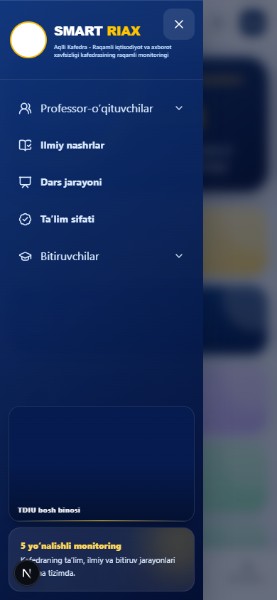 SMART RIAX
Aqlli Kafedra - Raqamli iqtisodiyot va axborot
xavfsizligi kafedrasining raqamli monitoringi
Professor-o'qituvchilar
Ilmiy nashrlar
Dars jarayoni
Ta'lim sifati
Bitiruvchilar
TDIU bosh binosi
5 yo'nalishli monitoring
Kafedraning ta'lim, ilmiy va bitiruv jarayonlari
N
tizimda.